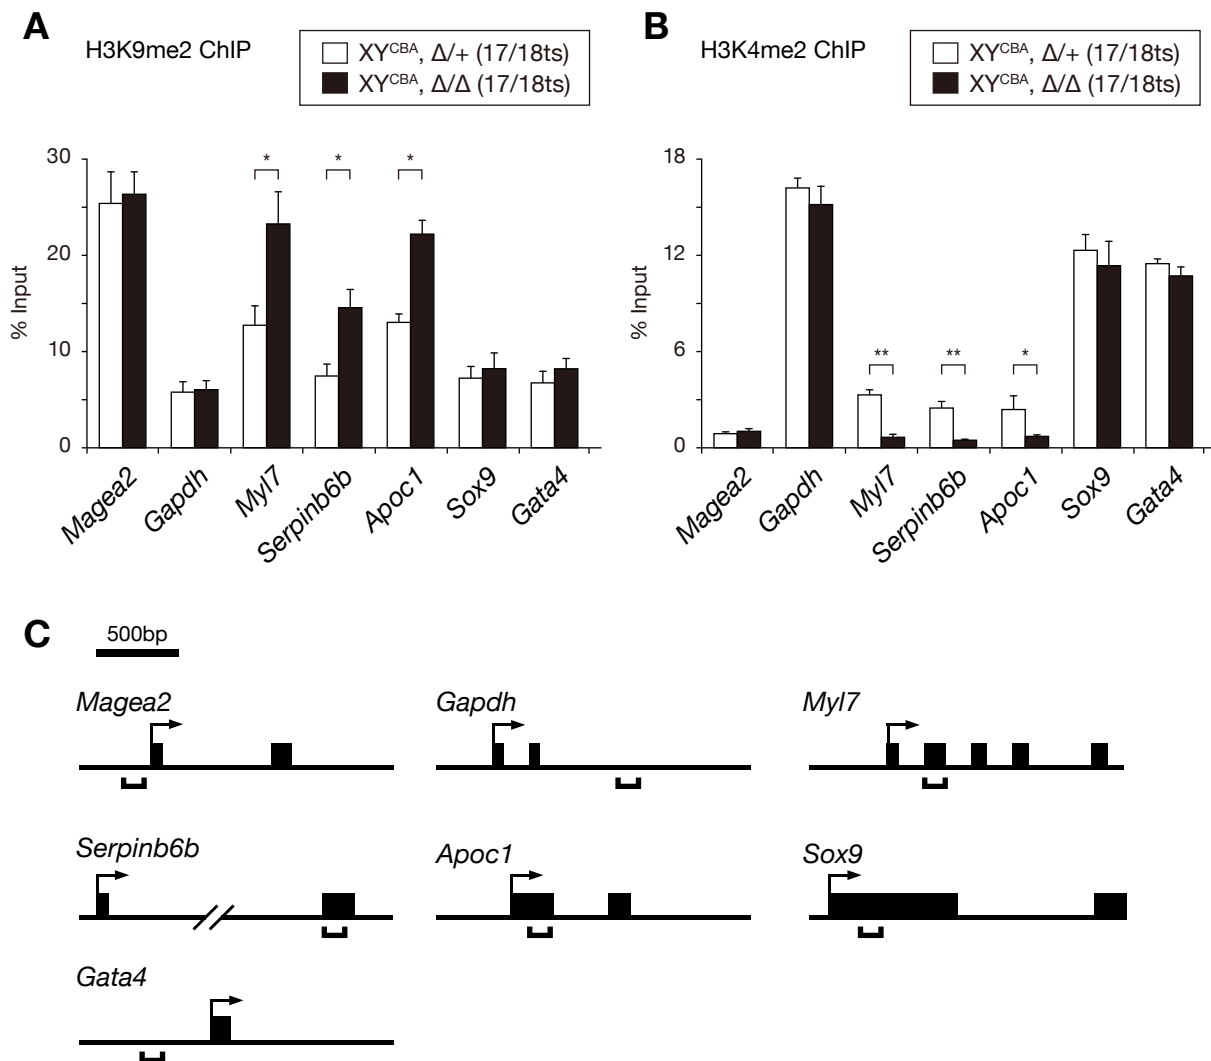 A
H3K9me2 ChIP
XYCBA, Δ/+ (17/18ts)
XYCBA, Δ/Δ (17/18ts)
30
20
10
0
% Input
*
*
*
Magea2
Gapdh
Myl7
Serpinb6b
Apoc1
Sox9
Gata4
B
H3K4me2 ChIP
XYCBA, Δ/+ (17/18ts)
XYCBA, Δ/Δ (17/18ts)
18
12
6
0
% Input
**
**
*
Magea2
Gapdh
Myl7
Serpinb6b
Apoc1
Sox9
Gata4
C
500bp
Magea2
Gapdh
Myl7
Serpinb6b
Apoc1
Sox9
Gata4